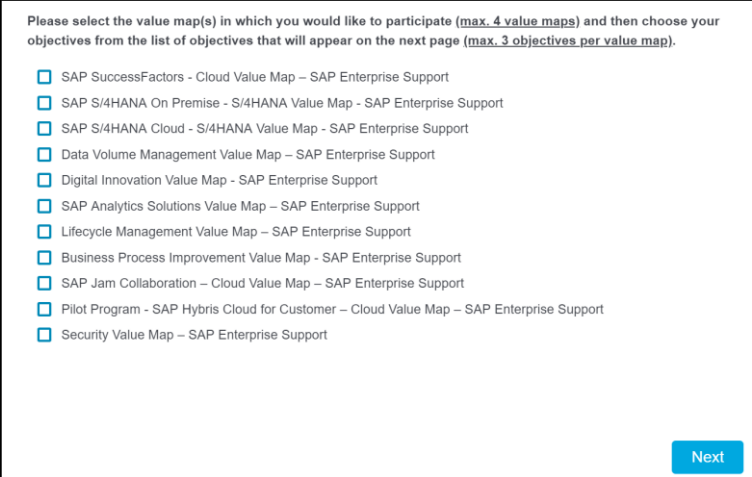 Please select the value map(s) in which you would like to participate (max. 4 value maps) and then choose your
objectives from the list of objectives that will appear on the next page (max. 3 objectives per value map).
SAP SuccessFactors - Cloud Value Map – SAP Enterprise Support
SAP S/4HANA On Premise - S/4HANA Value Map - SAP Enterprise Support
SAP S/4HANA Cloud - S/4HANA Value Map - SAP Enterprise Support
Data Volume Management Value Map – SAP Enterprise Support
Digital Innovation Value Map - SAP Enterprise Support
SAP Analytics Solutions Value Map – SAP Enterprise Support
Lifecycle Management Value Map – SAP Enterprise Support
Business Process Improvement Value Map - SAP Enterprise Support
SAP Jam Collaboration – Cloud Value Map – SAP Enterprise Support
Pilot Program - SAP Hybris Cloud for Customer – Cloud Value Map – SAP Enterprise Support
Security Value Map – SAP Enterprise Support
Next